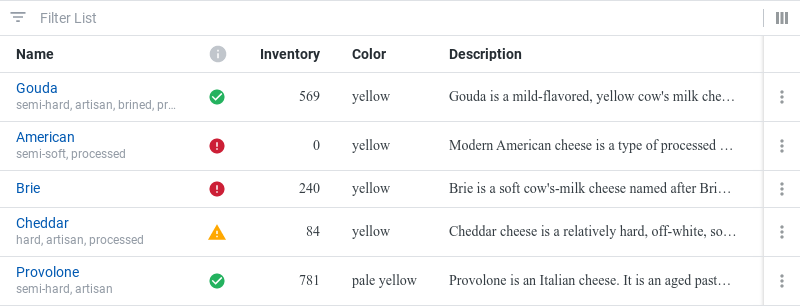 Filter List
Name Inventory Color Description
Gouda
semi-hard, artisan, brined, pr…
569 yellow Gouda is a mild-flavored, yellow cow's milk che…
American
semi-soft, processed
0 yellow Modern American cheese is a type of processed …
Brie 240 yellow Brie is a soft cow's-milk cheese named after Bri…
Cheddar
hard, artisan, processed
84 yellow Cheddar cheese is a relatively hard, off-white, so…
Provolone
semi-hard, artisan
781 pale yellow Provolone is an Italian cheese. It is an aged past…